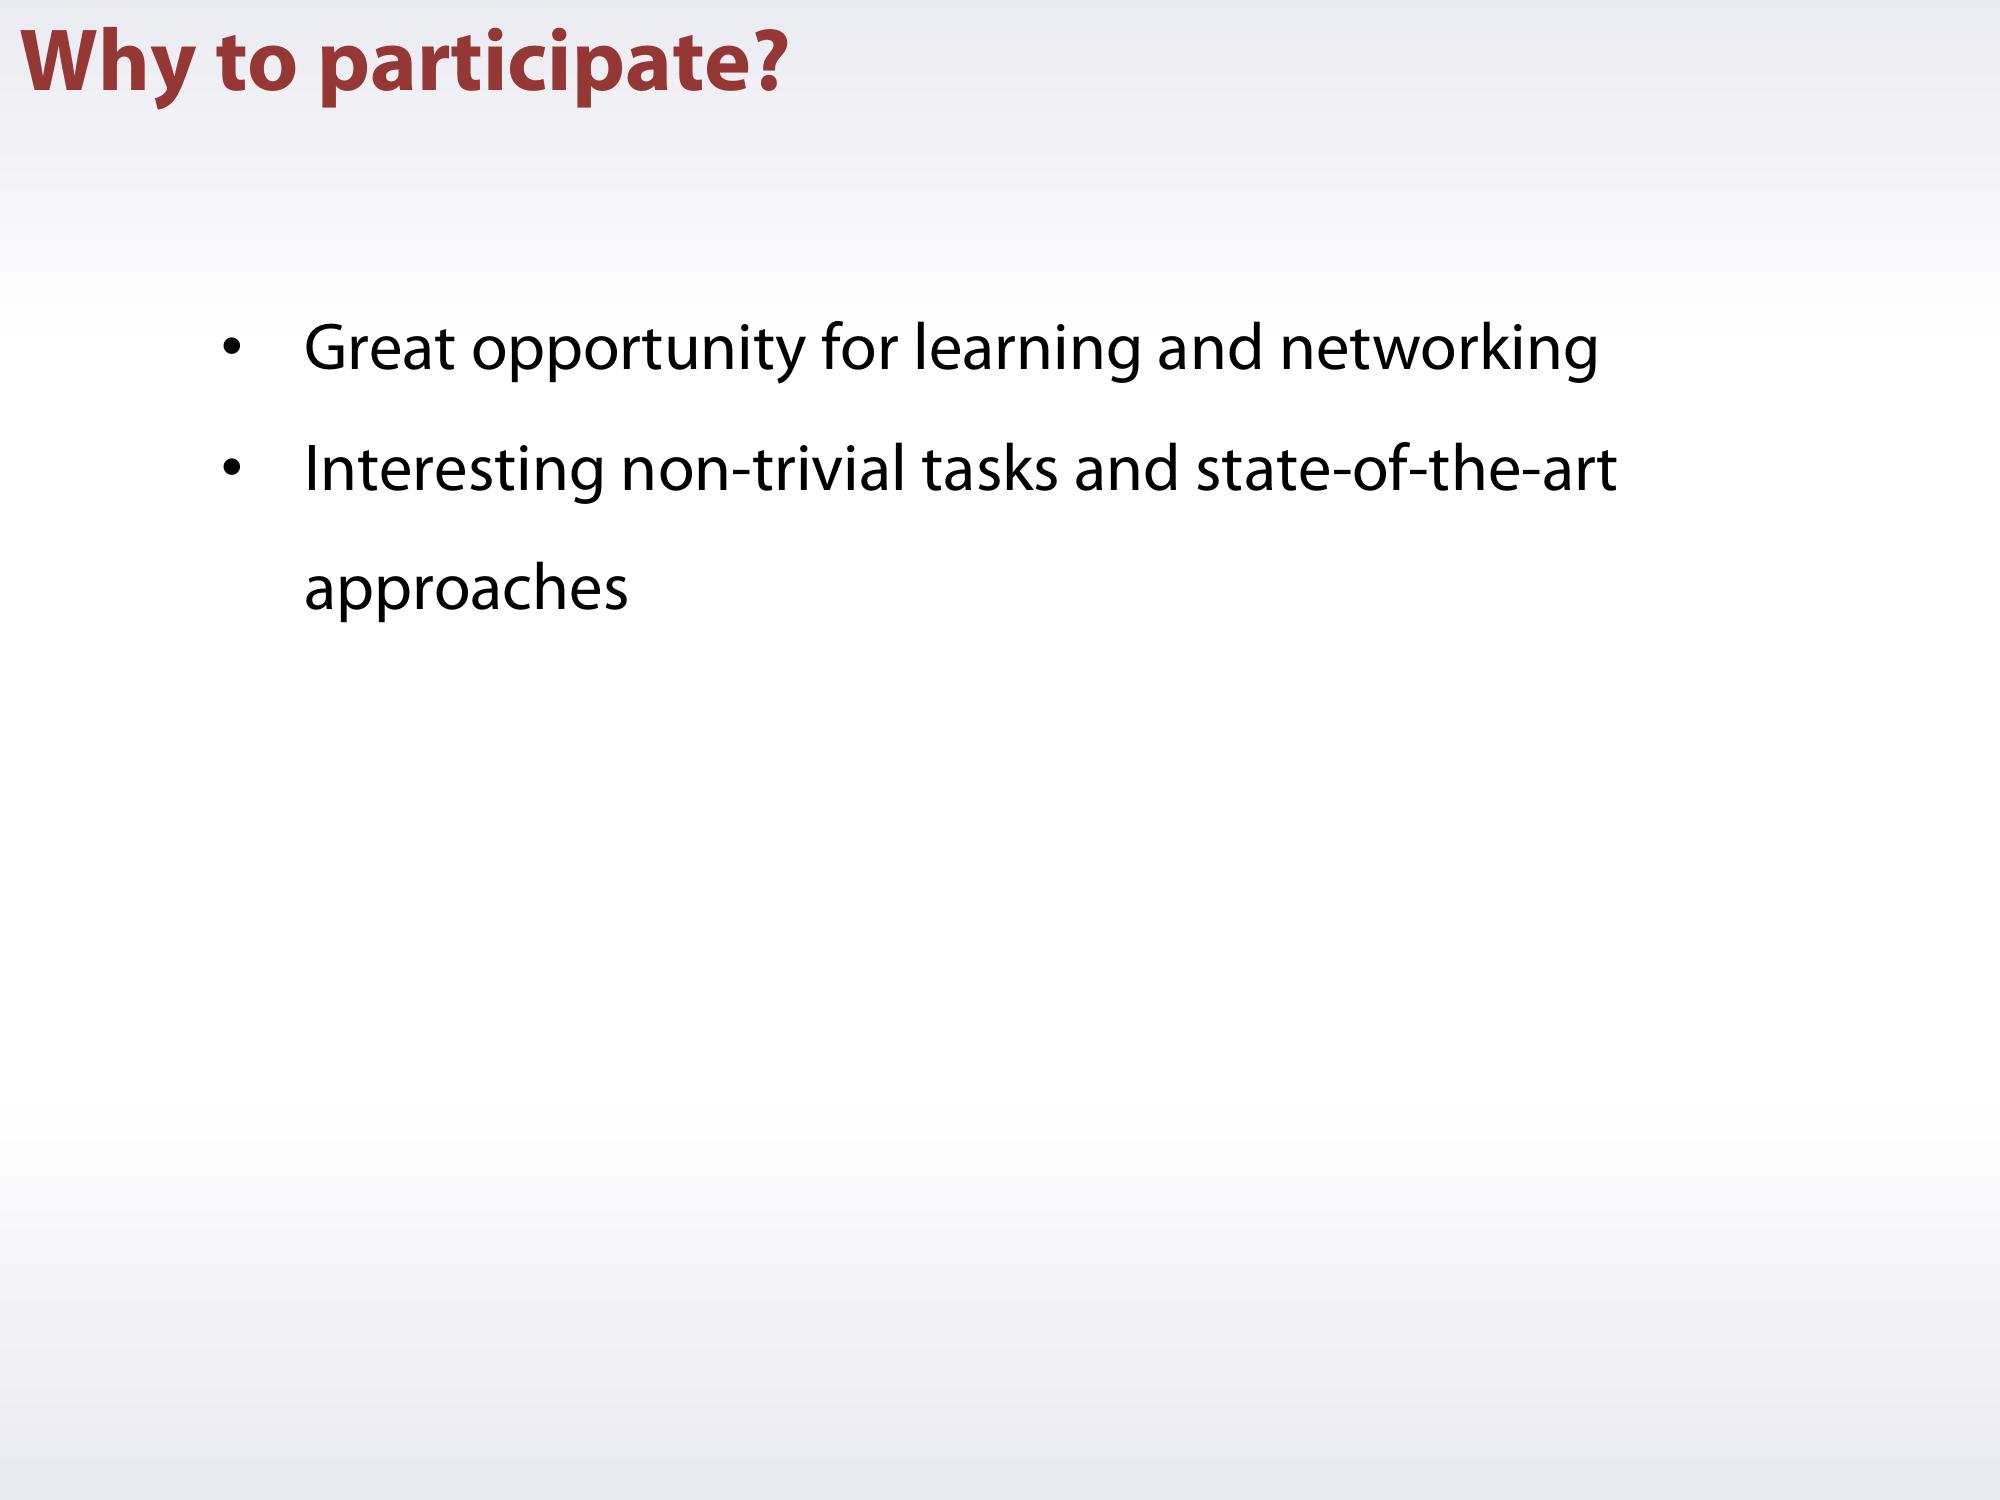 Why to participate?
• Great opportunity for learning and networking
• Interesting non-trivial tasks and state-of-the-art
approaches